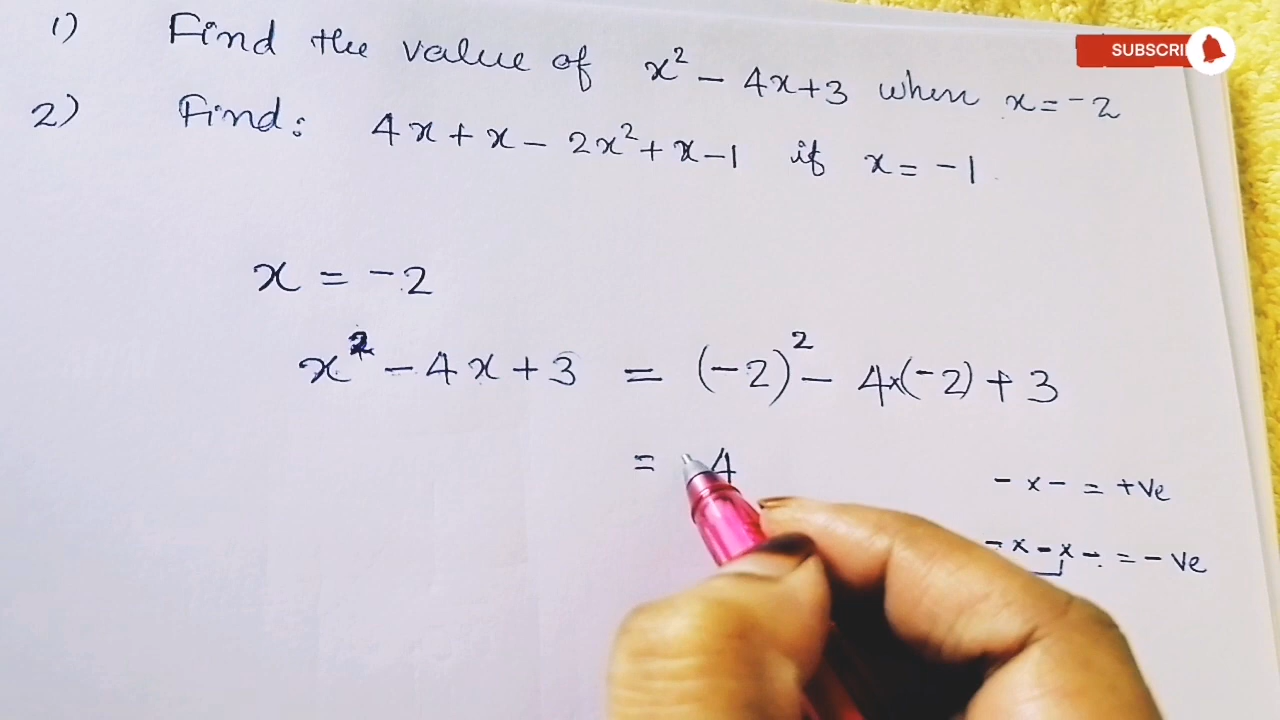 1) Find the value of x² - 4x+3 when x = -2
2) Find: 4x + x - 2x² + x - 1 if x = -1
x = -2
x² - 4x + 3 = (-2)² - 4x(-2) + 3
= 4
- x - = +ve
- x - x - = - ve
SUBSCRI